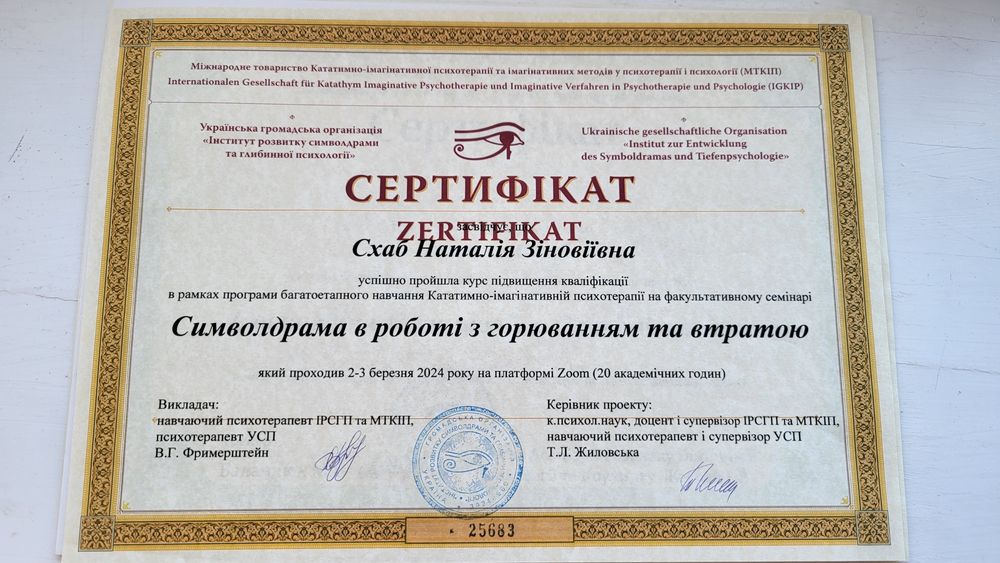 Міжнародне товариство Кататимно-імагінативної психотерапії та імагінативних методів у психотерапії і психології (МТКІП)
Internationalen Gesellschaft für Katathym Imaginative Psychotherapie und Imaginative Verfahren in Psychotherapie und Psychologie (IGKIP)
Українська громадська організація
«Інститут розвитку символдрами
та глибинної психології»
Ukrainische gesellschaftliche Organisation
«Institut zur Entwicklung
des Symboldramas und Tiefenpsychologie»
СЕРТИФІКАТ
ZERTIFIKAT
засвідчує, що
Схаб Наталія Зіновіївна
успішно пройшла курс підвищення кваліфікації
в рамках програми багатоетапного навчання Кататимно-імагінативній психотерапії на факультативному семінарі
Символдрама в роботі з горюванням та втратою
який проходив 2-3 березня 2024 року на платформі Zoom (20 академічних годин)
Викладач:
навчаючий психотерапевт ІРСГП та МТКІП,
психотерапевт УСП
В.Г. Фримерштейн
Керівник проекту:
к.психол.наук, доцент і супервізор ІРСГП та МТКІП,
навчаючий психотерапевт і супервізор УСП
Т.Л. Жиловська
25683